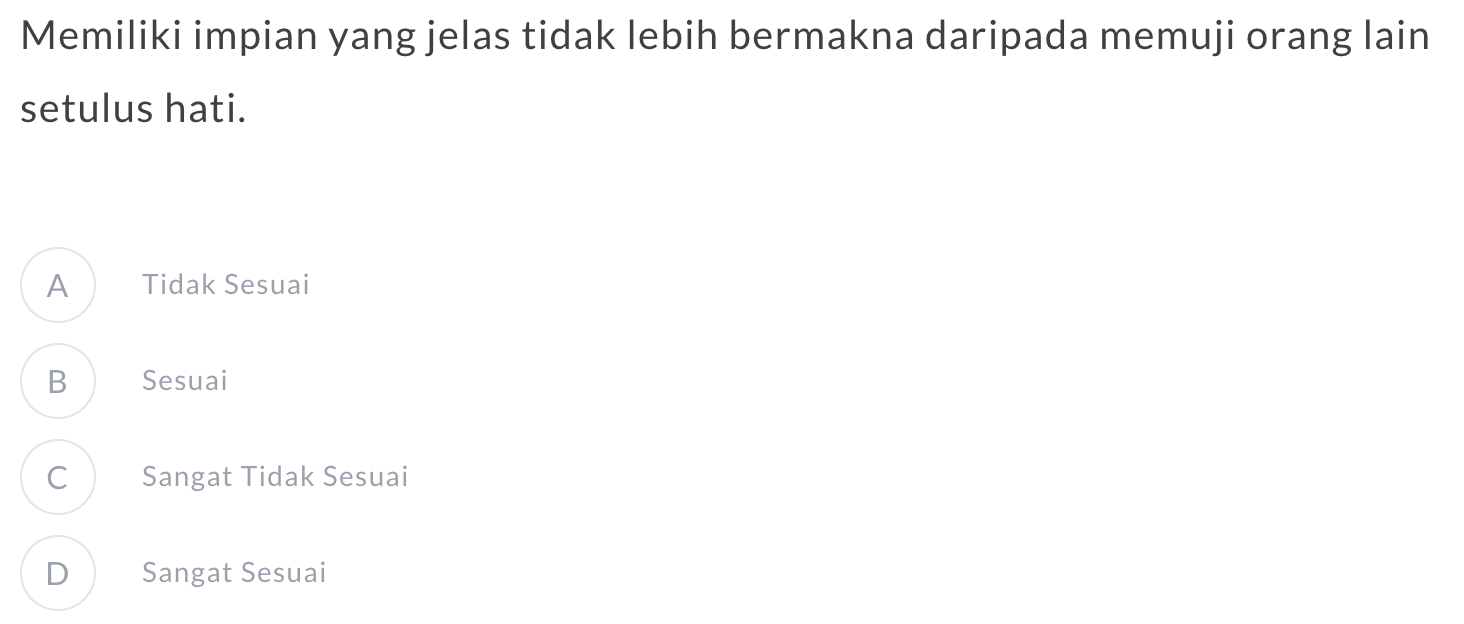 Memiliki impian yang jelas tidak lebih bermakna daripada memuji orang lain
setulus hati.
A Tidak Sesuai
B Sesuai
C Sangat Tidak Sesuai
D Sangat Sesuai